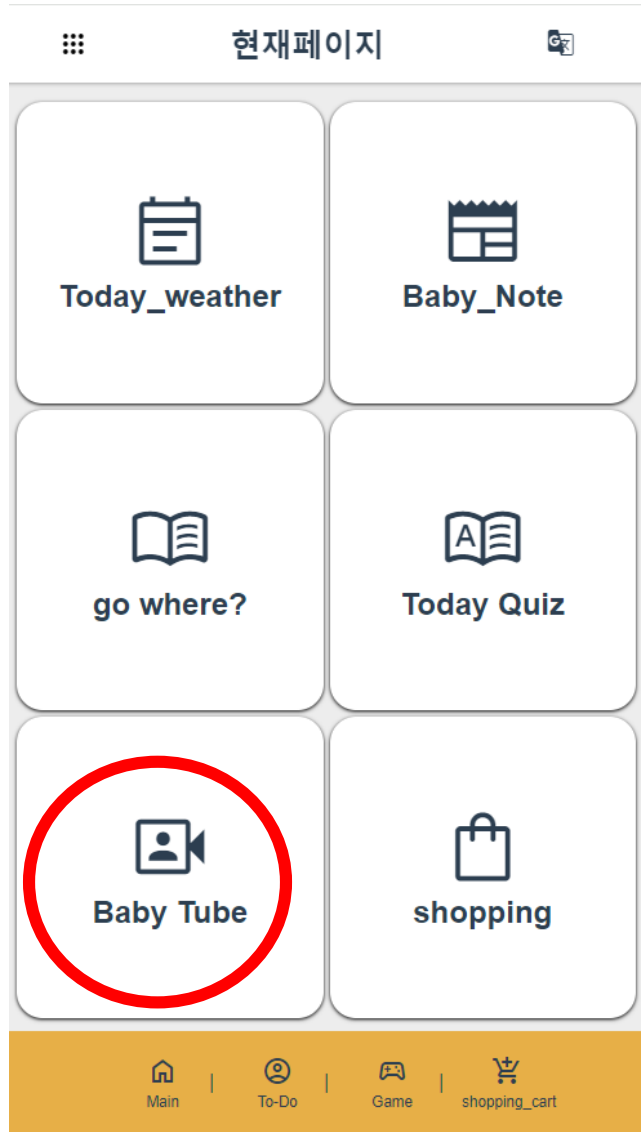 현재페이지
Today_weather
Baby_Note
go where?
A
Today Quiz
Baby Tube
shopping
Main | To-Do | Game | shopping_cart